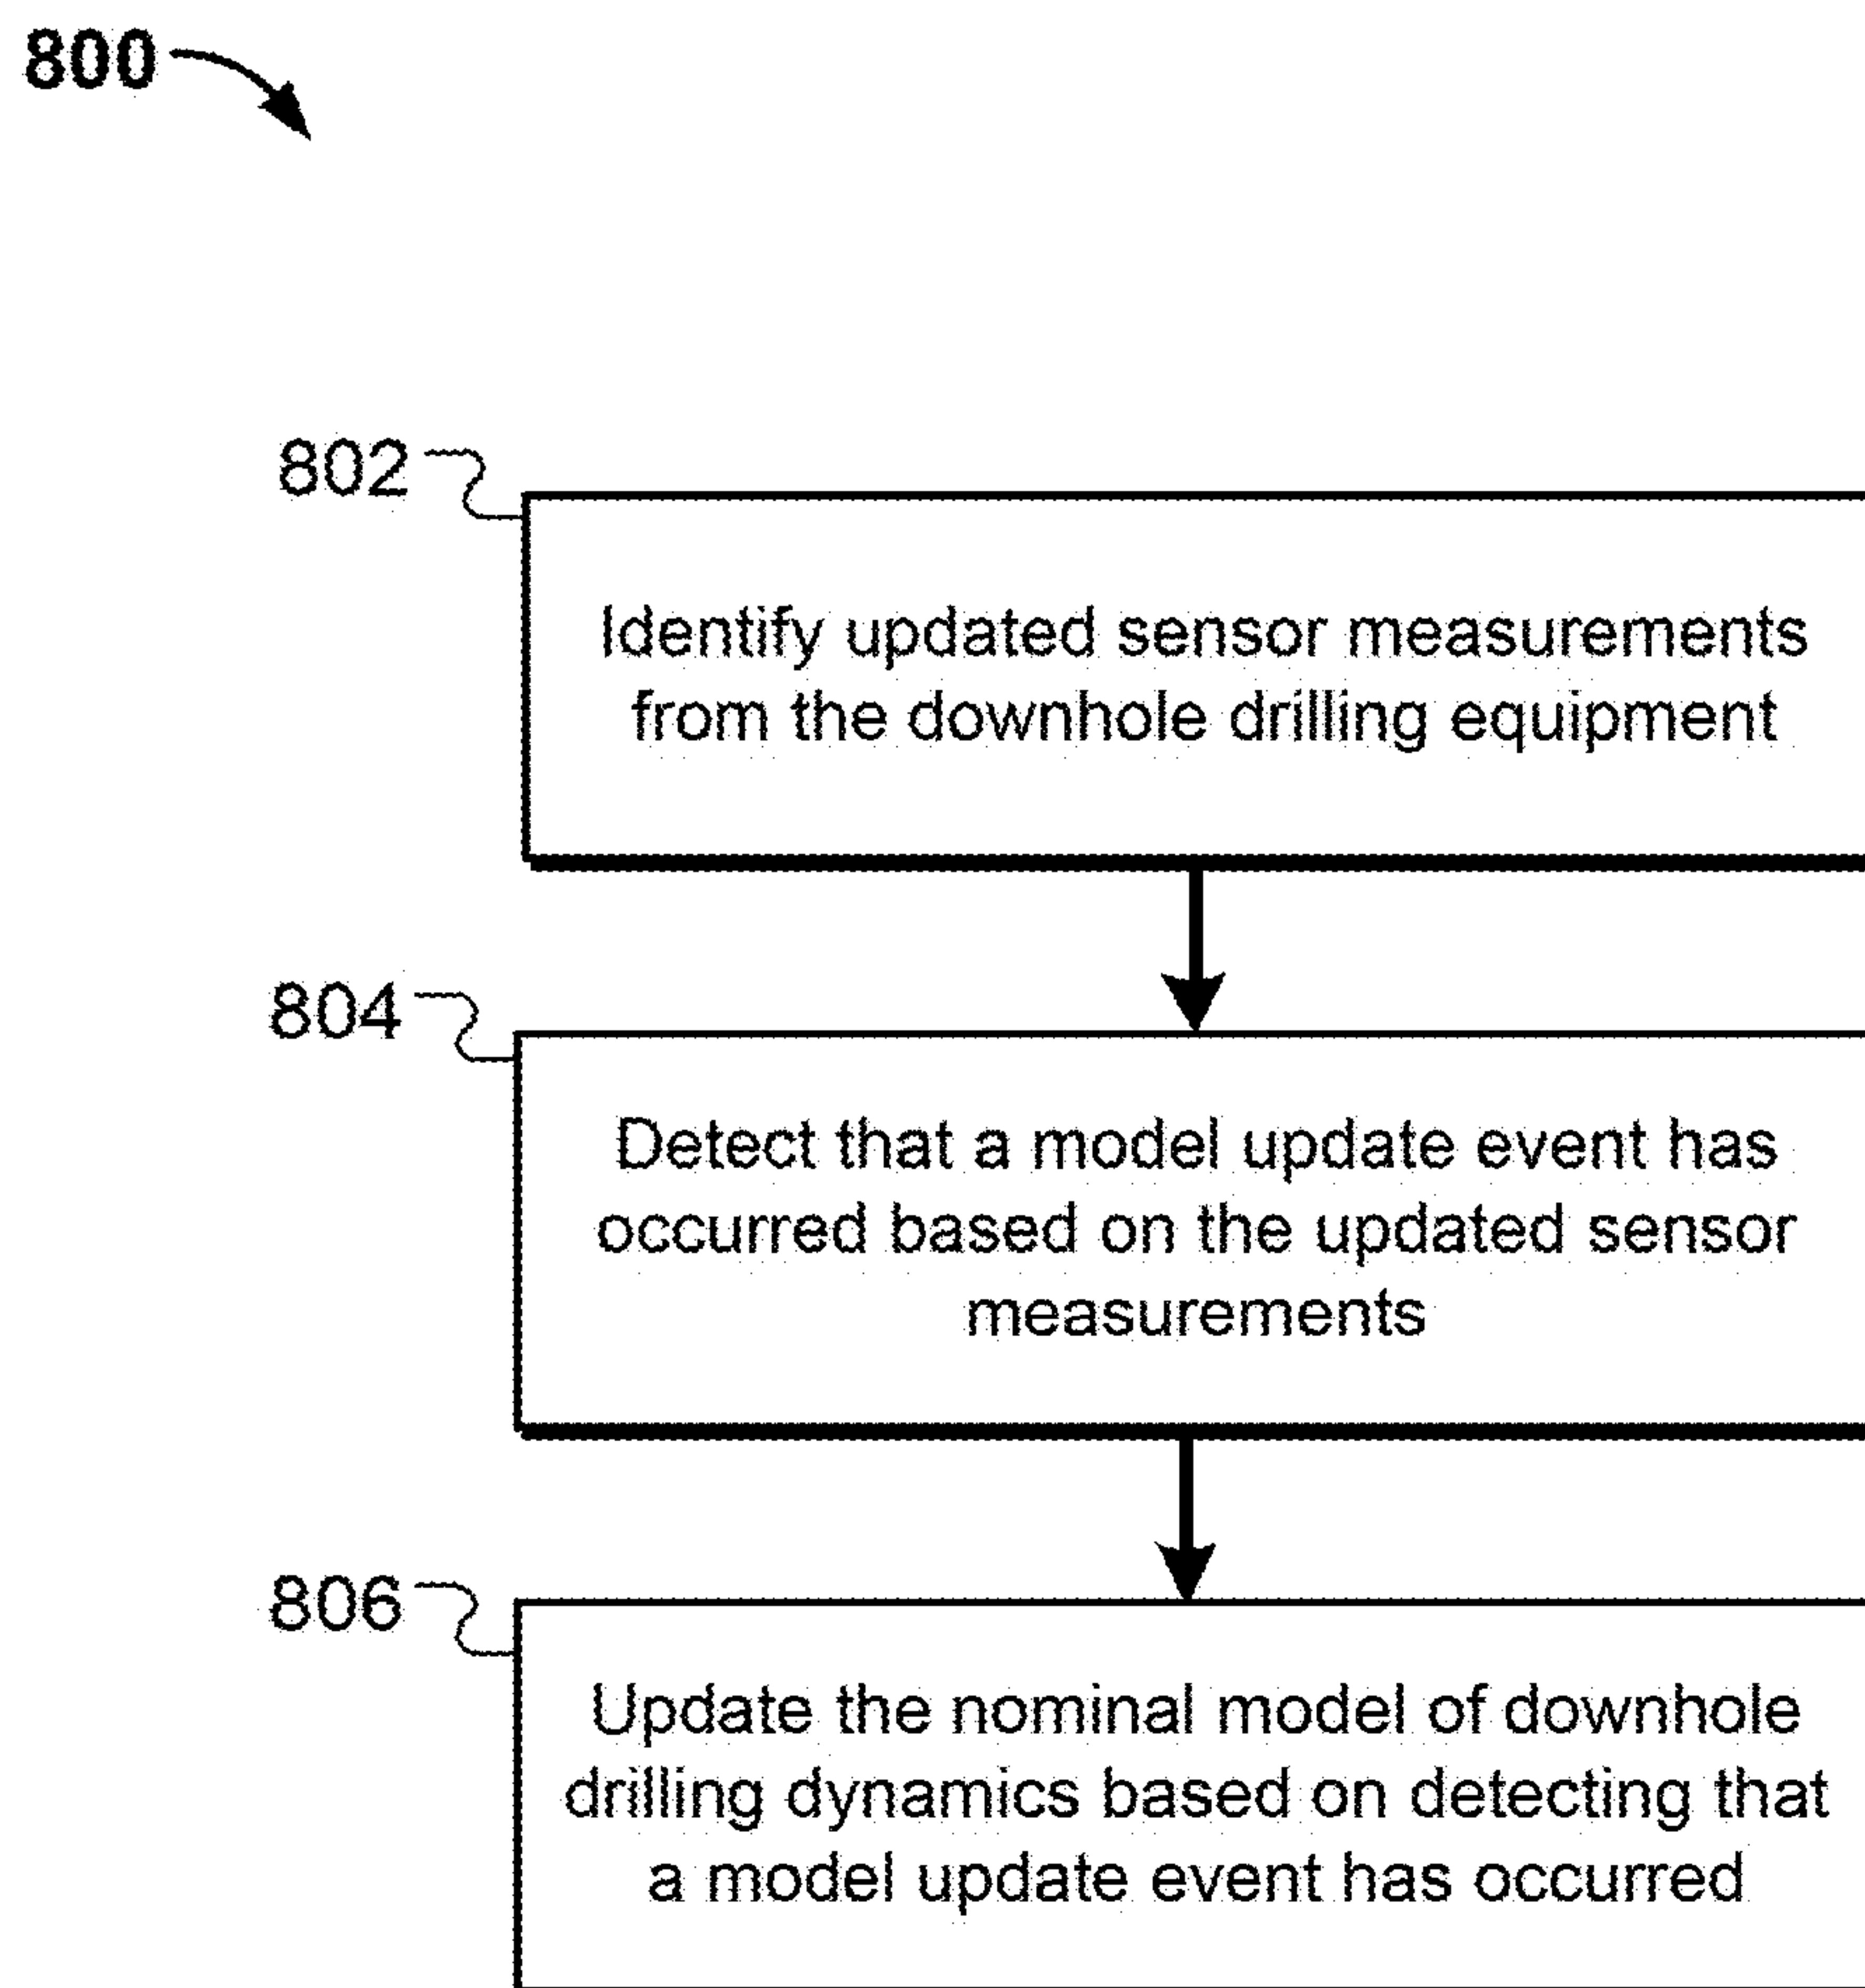 800
802
Identify updated sensor measurements
from the downhole drilling equipment
804
Detect that a model update event has
occurred based on the updated sensor
measurements
806
Update the nominal model of downhole
drilling dynamics based on detecting that
a model update event has occurred